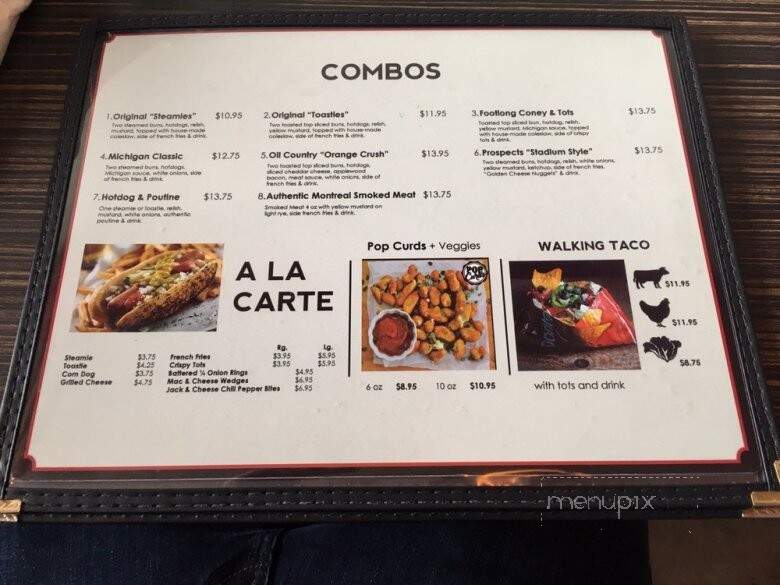 COMBOS
1.Original "Steamies" $10.95
Two steamed buns, hotdogs, relish,
mustard, topped with house-made
coleslaw, side of french fries & drink.
2.Original "Toasties" $11.95
Two toasted top sliced buns, hotdogs, relish,
yellow mustard, topped with house-made
coleslaw, side of french fries & drink.
3.Footlong Coney & Tots $13.75
Toasted top sliced bun, hotdog, relish,
yellow mustard, Michigan sauce, topped
with house made coleslaw, side of crispy
tots & drink.
4.Michigan Classic $12.75
Two steamed buns, hotdogs,
Michigan sauce, white onions, side
of french fries & drink.
5.Oil Country "Orange Crush" $13.95
Two toasted top sliced buns, hotdogs,
sliced cheddar cheese, applewood
bacon, meat sauce, white onions, side of
french fries & drink.
6.Prospects "Stadium Style" $13.75
Two steamed buns, hotdogs, relish, white onions,
yellow mustard, ketchup, side of french fries,
"Golden Cheese Nuggets" & drink.
7.Hotdog & Poutine $13.75
One steamie or toastie, relish,
mustard, white onions, authentic
poutine & drink.
8.Authentic Montreal Smoked Meat $13.75
Smoked Meat 4 oz with yellow mustard on
light rye, side french fries & drink.
A LA
CARTE
Steamie $3.75
Toastie $4.25
Corn Dog $3.75
Grilled Cheese $4.75
Rg. Lg.
French Fries $3.95 $5.95
Crispy Tots $3.95 $5.95
Battered ¼ Onion Rings $4.95
Mac & Cheese Wedges $6.95
Jack & Cheese Chili Pepper Bites $6.95
Pop Curds + Veggies
POP
6 oz $8.95 10 oz $10.95
WALKING TACO
$11.95
$11.95
$8.75
with tots and drink
menupix